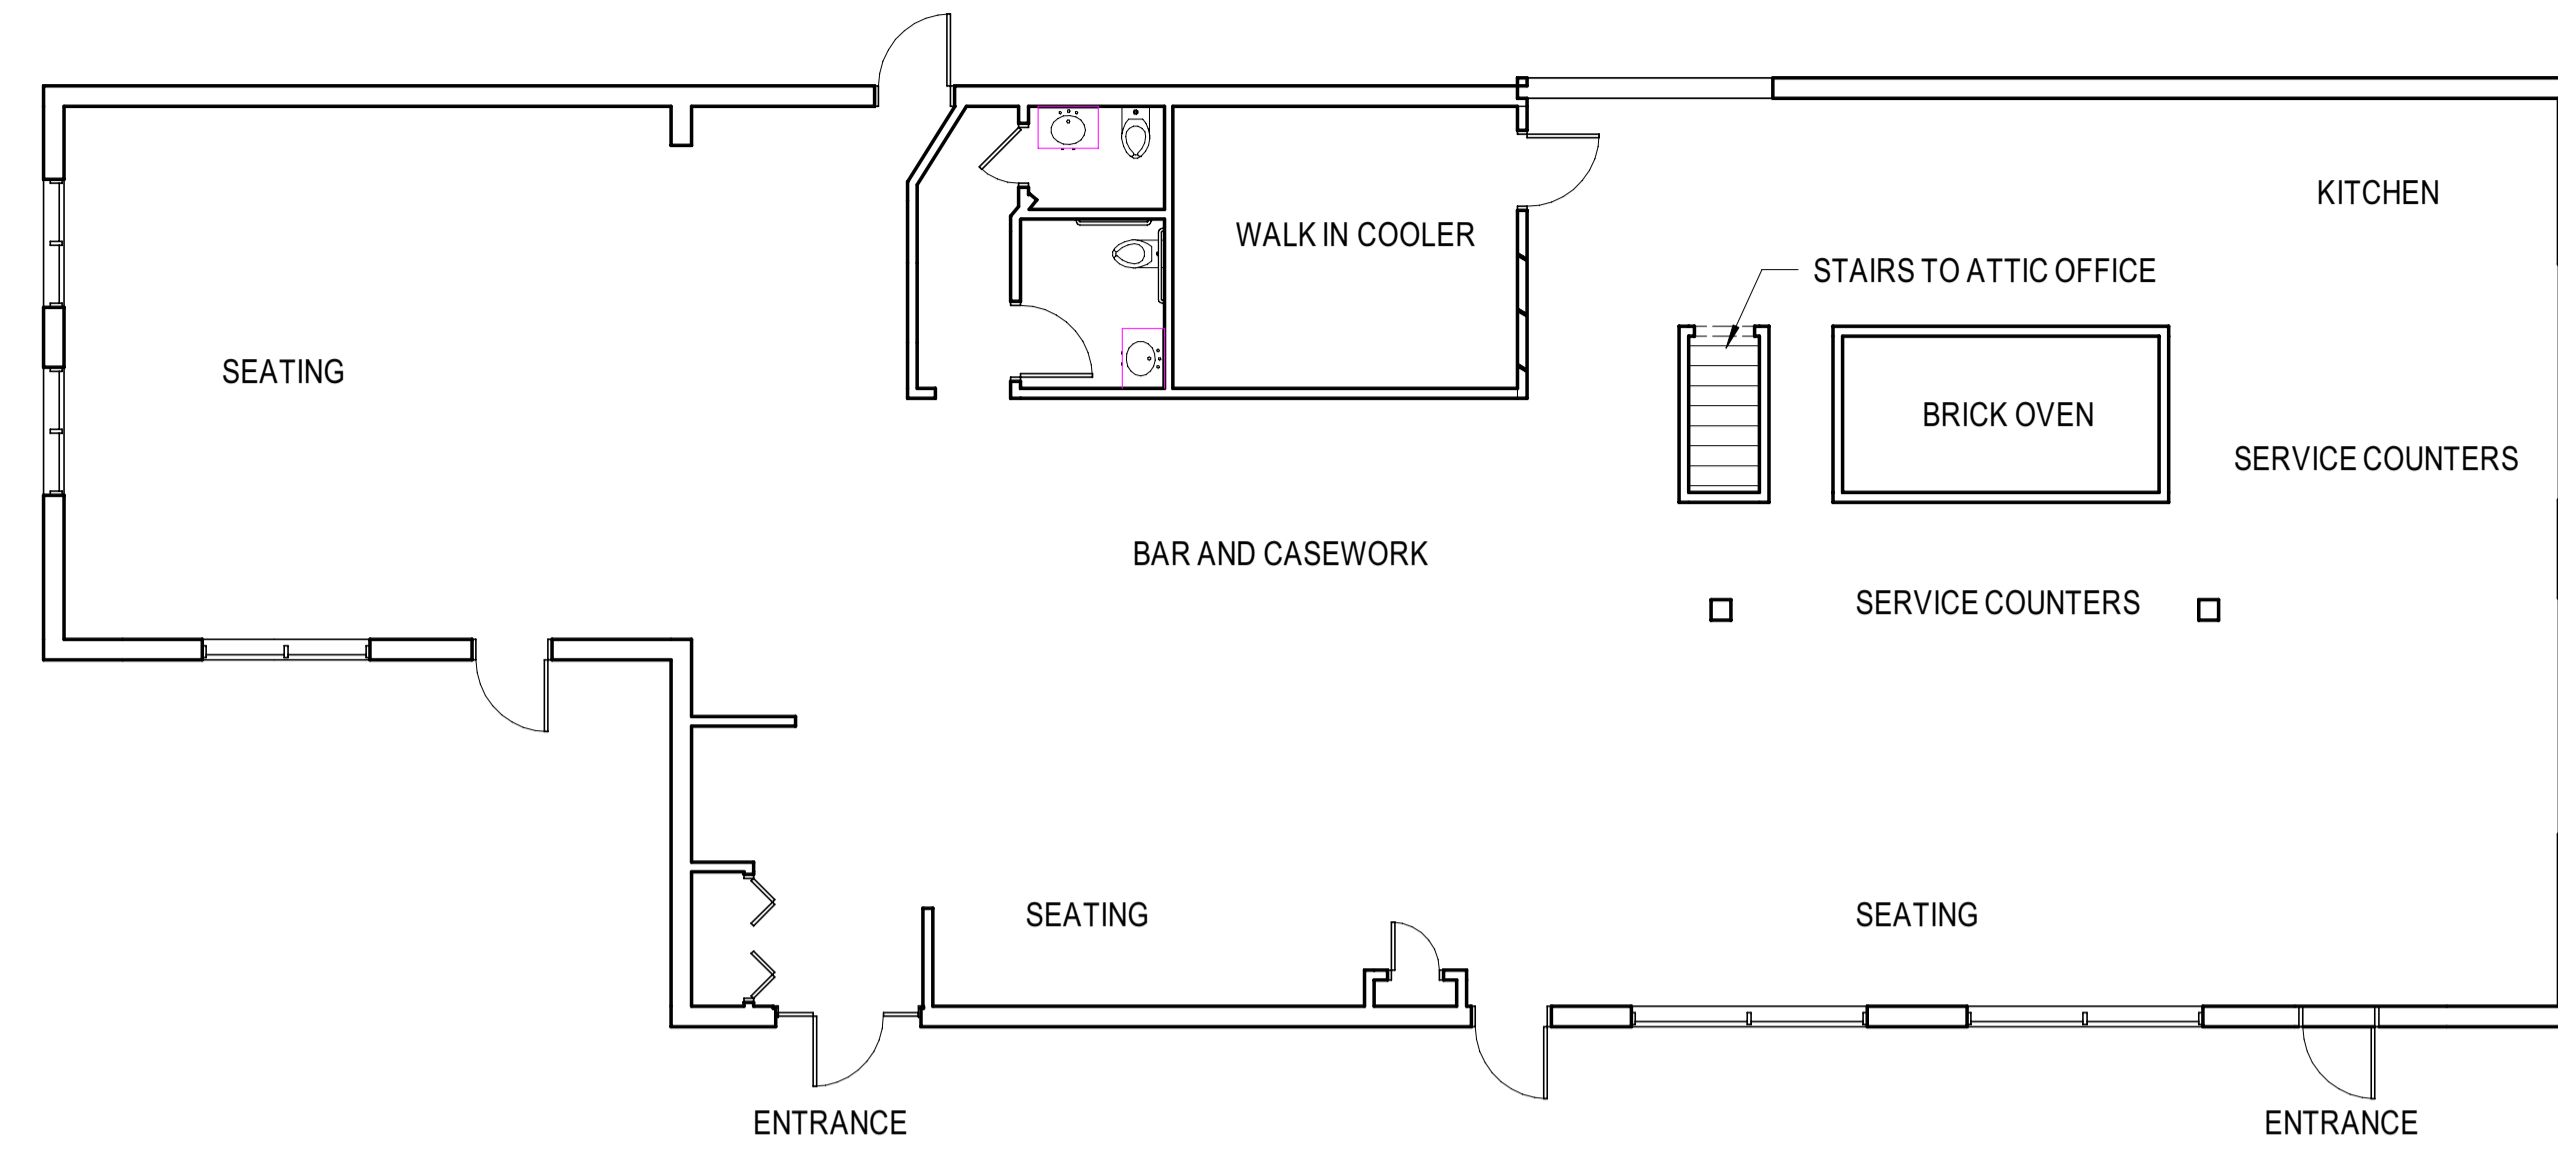 KITCHEN
WALK IN COOLER
STAIRS TO ATTIC OFFICE
SEATING
BRICK OVEN
SERVICE COUNTERS
BAR AND CASEWORK
SERVICE COUNTERS
SEATING
SEATING
ENTRANCE
ENTRANCE